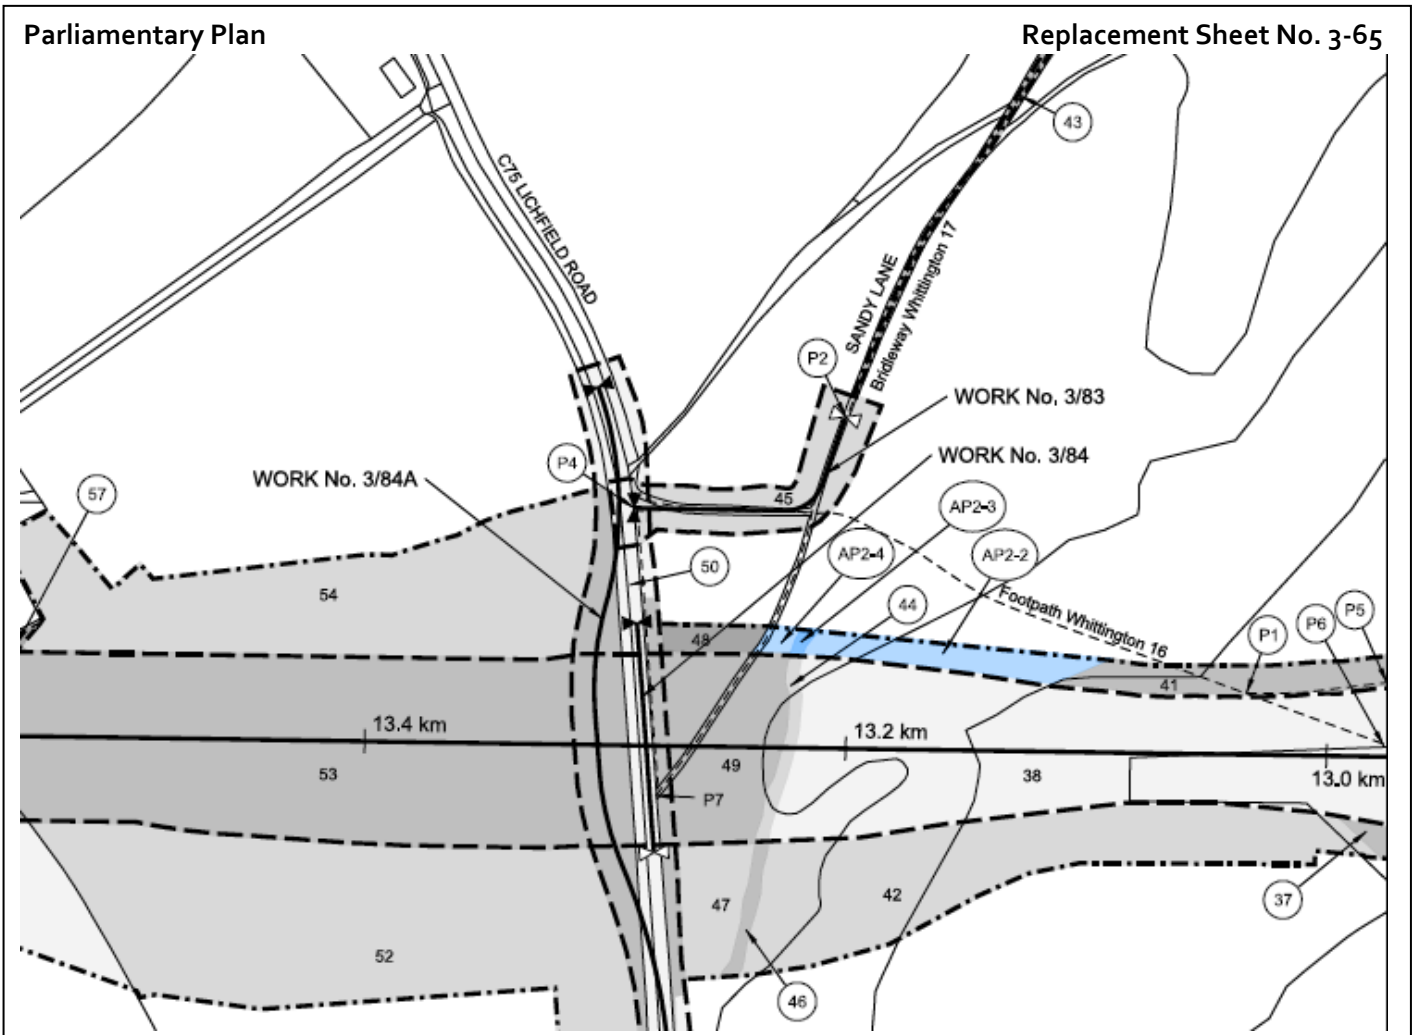 Parliamentary Plan
Replacement Sheet No. 3-65
43
C75 LICHFIELD ROAD
SANDY LANE
Bridleway Whittington 17
P2
WORK No. 3/83
WORK No. 3/84
P4
WORK No. 3/84A
57
45
AP2-3
AP2-4
AP2-2
50
54
44
Footpath Whittington 16
48
P1
P6
P5
41
13.4 km
13.2 km
53
49
38
13.0 km
P7
37
47
42
52
46